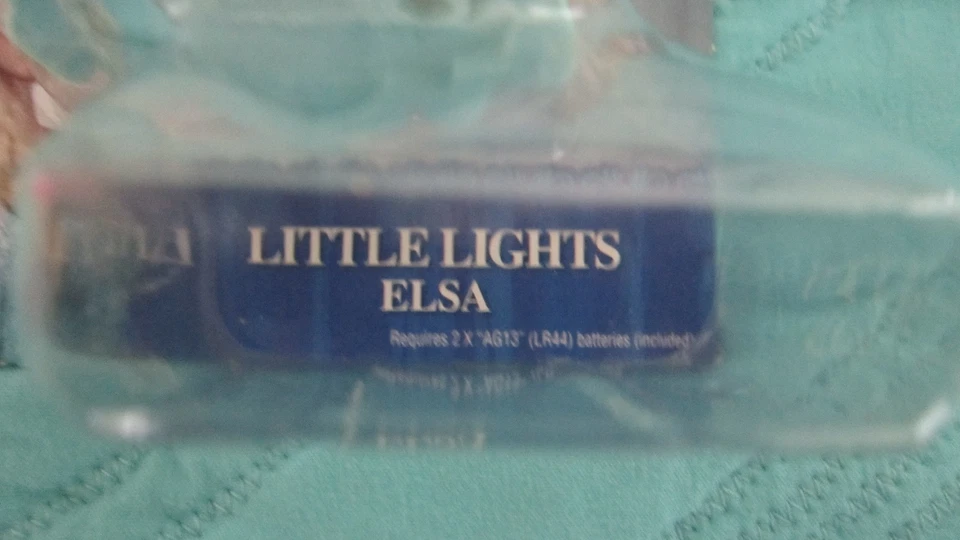 LITTLE LIGHTS
ELSA
Requires 2 X "AG13" (LR44) batteries (included)